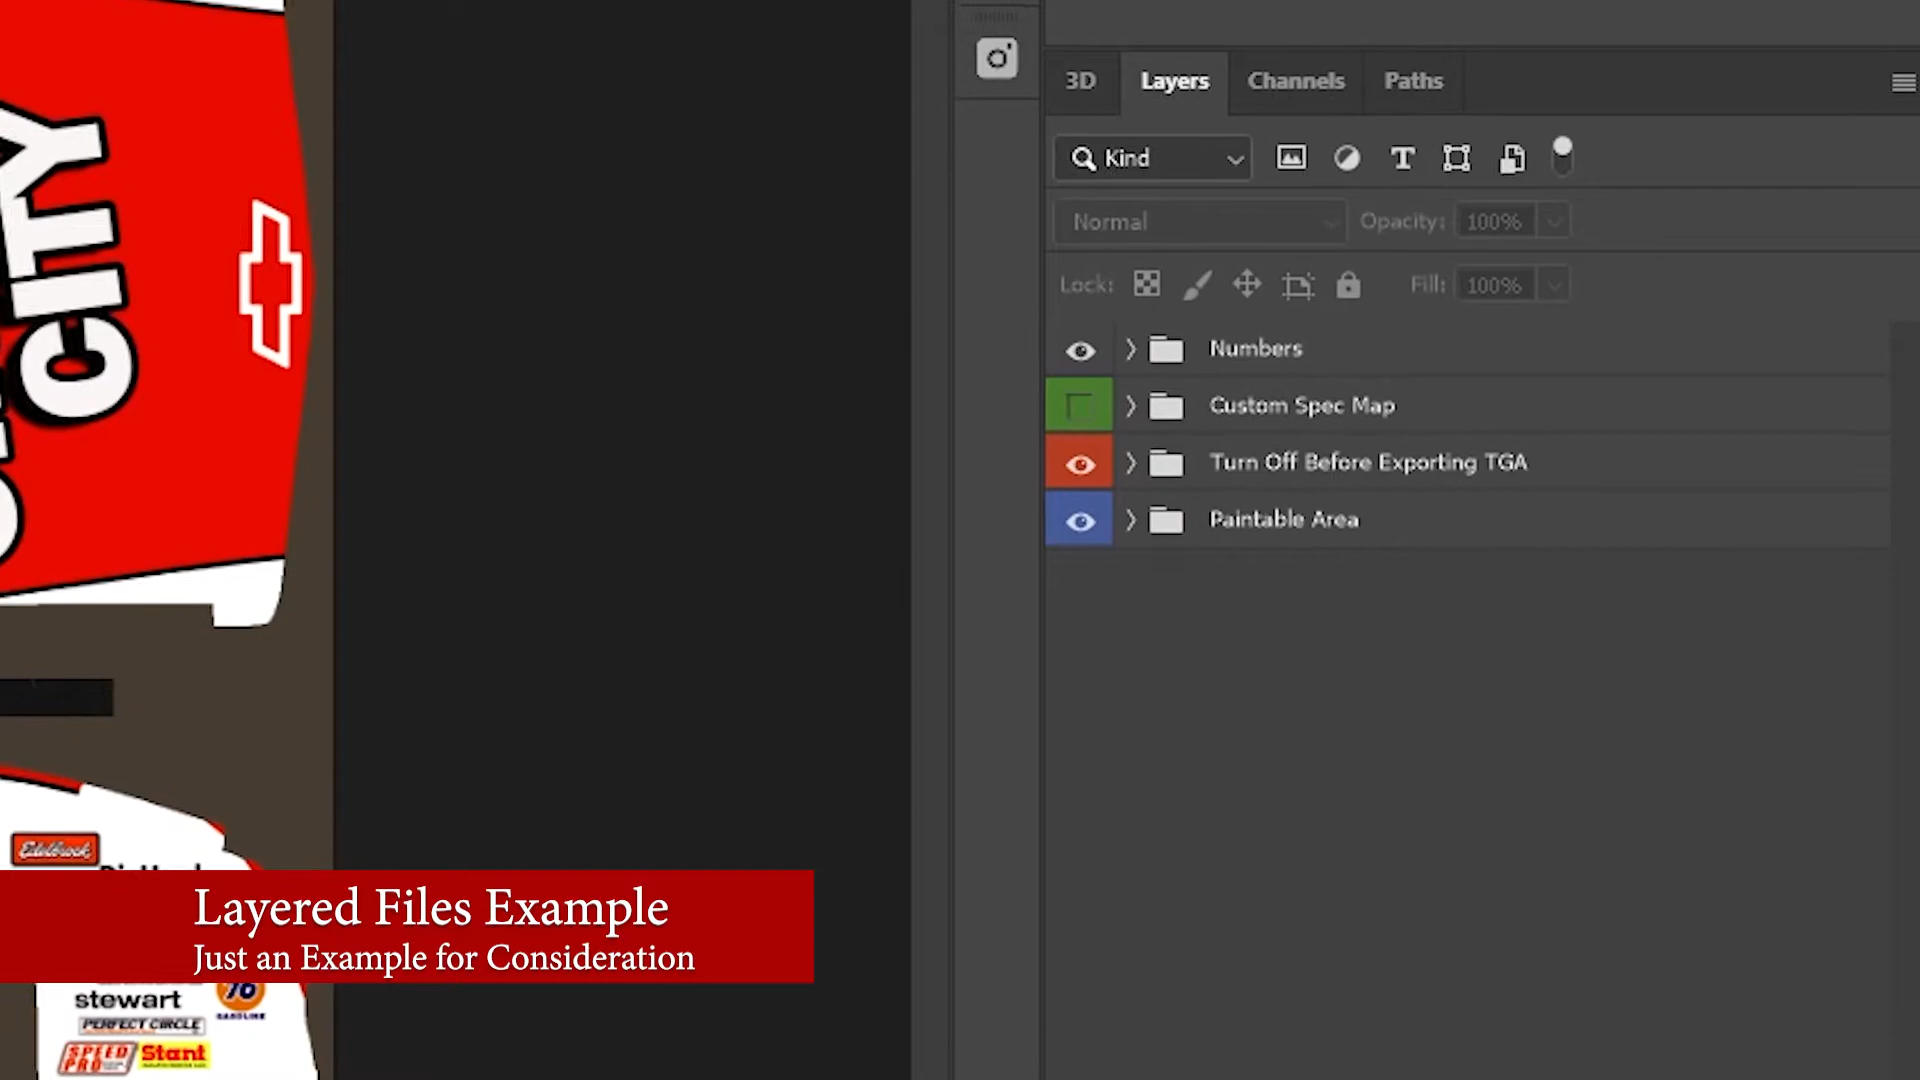 CITY
3D
Layers
Channels
Paths
Kind
Normal
Opacity:
100%
Lock:
Fill:
100%
Numbers
Custom Spec Map
Turn Off Before Exporting TGA
Paintable Area
Edelbrock
Layered Files Example
Just an Example for Consideration
stewart
76
GASOLINE
PERFECT CIRCLE
SPEED
PRO
Stant